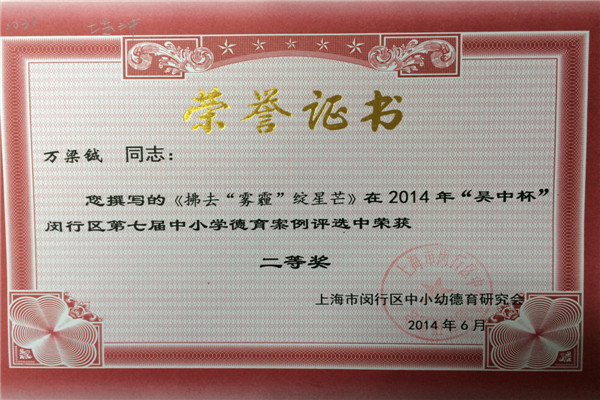 荣誉证书
万梁铖 同志：
您撰写的《拂去“雾霾”绽星芒》在2014年“吴中杯”
闵行区第七届中小学德育案例评选中荣获
二等奖
上海市闵行区中小幼德育研究会
2014年6月